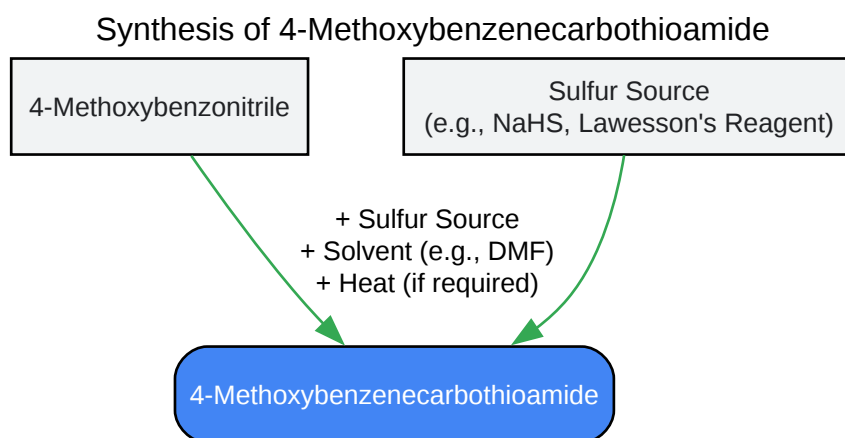 Synthesis of 4-Methoxybenzenecarbothioamide
4-Methoxybenzonitrile
Sulfur Source
(e.g., NaHS, Lawesson's Reagent)
+ Sulfur Source
+ Solvent (e.g., DMF)
+ Heat (if required)
4-Methoxybenzenecarbothioamide